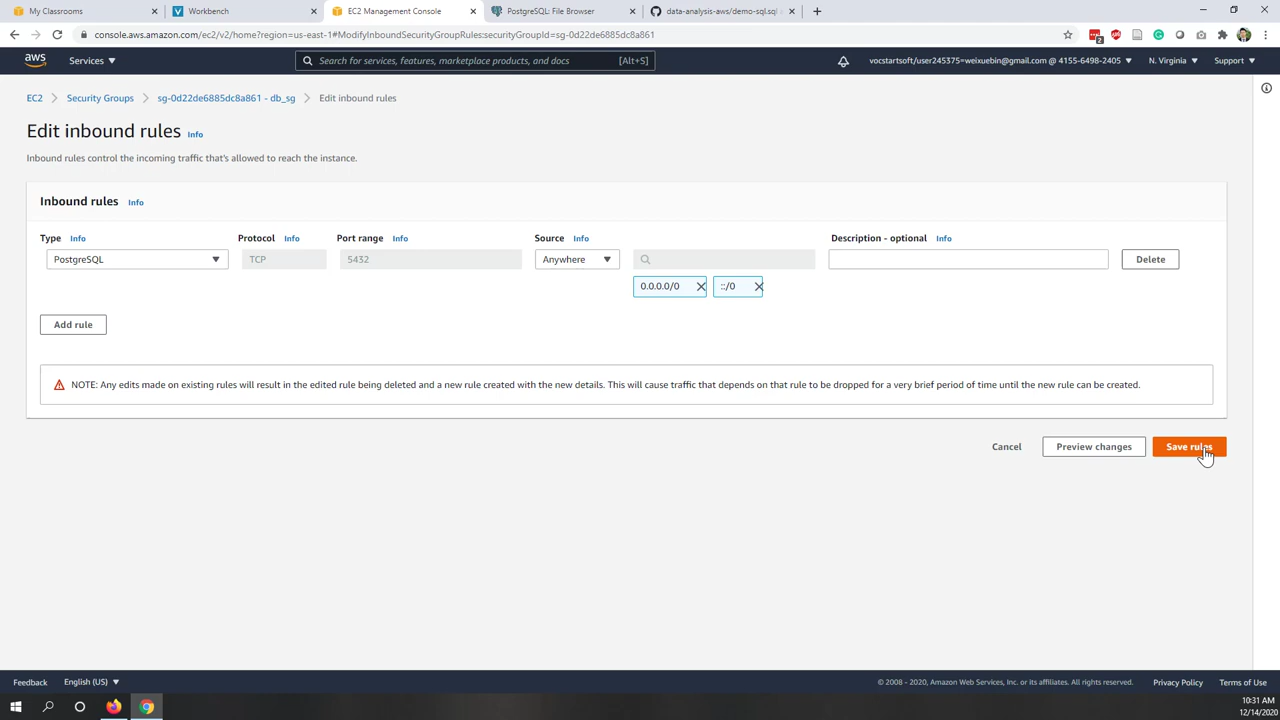 My Classrooms
Workbench
EC2 Management Console
PostgreSQL: File Browser
data-analysis-aws/demo-sql.sql
console.aws.amazon.com/ec2/v2/home?region=us-east-1#ModifyInboundSecurityGroupRules:securityGroupId=sg-0d22de6885dc8a861
2
aws
Services
Search for services, features, marketplace products, and docs [Alt+S]
vocstartsoft/user245375=weixuebin@gmail.com @ 4155-6498-2405
N. Virginia
Support
EC2
Security Groups
sg-0d22de6885dc8a861 - db_sg
Edit inbound rules
Edit inbound rules Info
Inbound rules control the incoming traffic that's allowed to reach the instance.
Inbound rules Info
Type Info
Protocol Info
Port range Info
Source Info
Description - optional Info
PostgreSQL
TCP
5432
Anywhere
Delete
0.0.0.0/0
::/0
Add rule
NOTE: Any edits made on existing rules will result in the edited rule being deleted and a new rule created with the new details. This will cause traffic that depends on that rule to be dropped for a very brief period of time until the new rule can be created.
Cancel
Preview changes
Save rules
Feedback
English (US)
© 2008 - 2020, Amazon Web Services, Inc. or its affiliates. All rights reserved.
Privacy Policy
Terms of Use
10:31 AM
12/14/2020